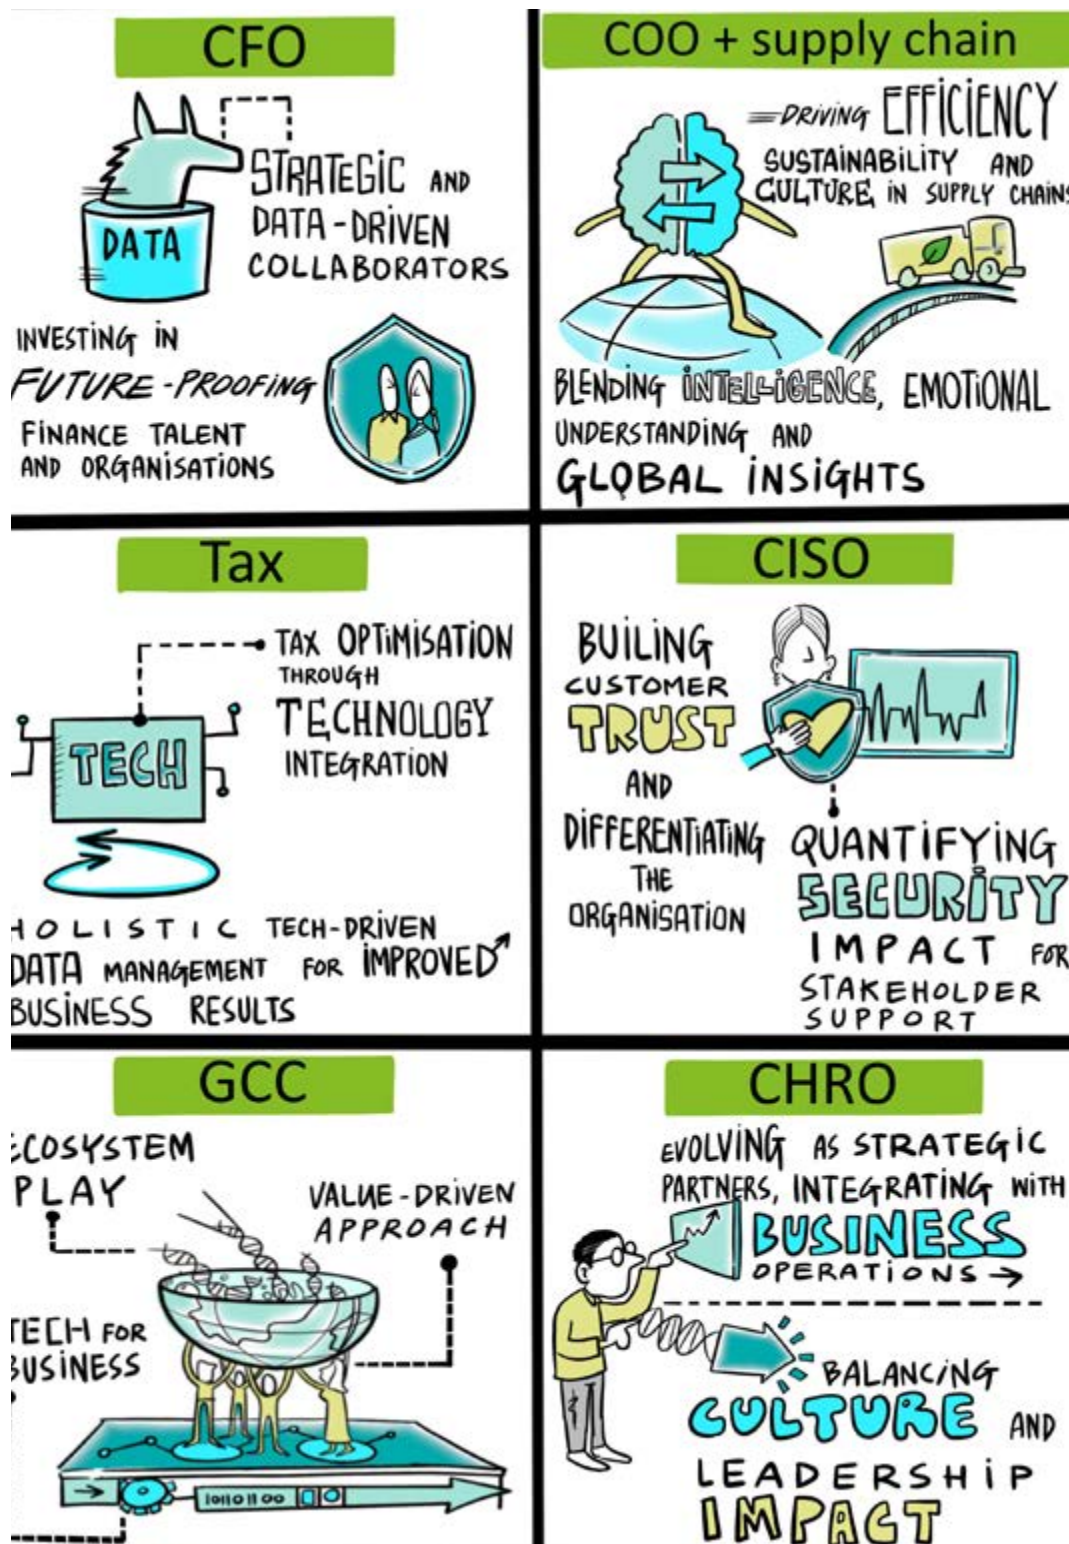 CFO
DATA
STRATEGIC AND
DATA-DRIVEN
COLLABORATORS
INVESTING IN
FUTURE-PROOFING
FINANCE TALENT
AND ORGANISATIONS
COO + supply chain
DRIVING EFFICIENCY
SUSTAINABILITY AND
CULTURE IN SUPPLY CHAINS
BLENDING INTELLIGENCE, EMOTIONAL
UNDERSTANDING AND
GLOBAL INSIGHTS
Tax
TAX OPTIMISATION
THROUGH
TECHNOLOGY
INTEGRATION
TECH
HOLISTIC TECH-DRIVEN
DATA MANAGEMENT FOR IMPROVED
BUSINESS RESULTS
CISO
BUILING
CUSTOMER
TRUST
AND
DIFFERENTIATING
THE
ORGANISATION
QUANTIFYING
SECURITY
IMPACT FOR
STAKEHOLDER
SUPPORT
GCC
ECOSYSTEM
PLAY
VALUE-DRIVEN
APPROACH
TECH FOR
BUSINESS
10110 11 00
CHRO
EVOLVING AS STRATEGIC
PARTNERS, INTEGRATING WITH
BUSINESS
OPERATIONS →
BALANCING
CULTURE AND
LEADERSHIP
IMPACT